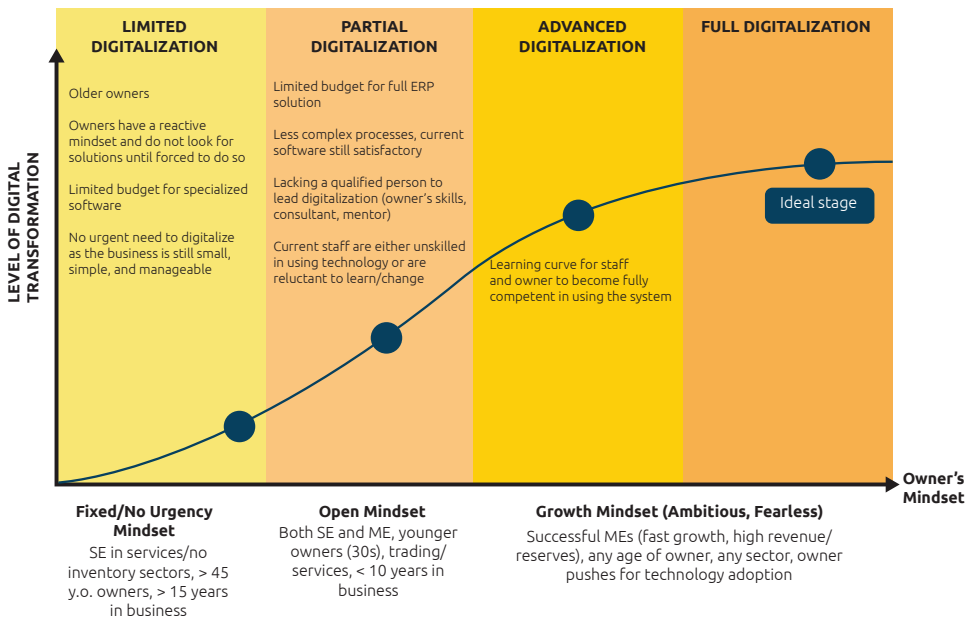 LIMITED
DIGITALIZATION
PARTIAL
DIGITALIZATION
ADVANCED
DIGITALIZATION
FULL DIGITALIZATION
LEVEL OF DIGITAL
TRANSFORMATION
Older owners
Owners have a reactive
mindset and do not look for
solutions until forced to do so
Limited budget for specialized
software
No urgent need to digitalize
as the business is still small,
simple, and manageable
Limited budget for full ERP
solution
Less complex processes, current
software still satisfactory
Lacking a qualified person to
lead digitalization (owner's skills,
consultant, mentor)
Current staff are either unskilled
in using technology or are
reluctant to learn/change
Learning curve for staff
and owner to become fully
competent in using the system
Ideal stage
Owner's
Mindset
Fixed/No Urgency
Mindset
SE in services/no
inventory sectors, > 45
y.o. owners, > 15 years
in business
Open Mindset
Both SE and ME, younger
owners (30s), trading/
services, < 10 years in
business
Growth Mindset (Ambitious, Fearless)
Successful MEs (fast growth, high revenue/
reserves), any age of owner, any sector, owner
pushes for technology adoption